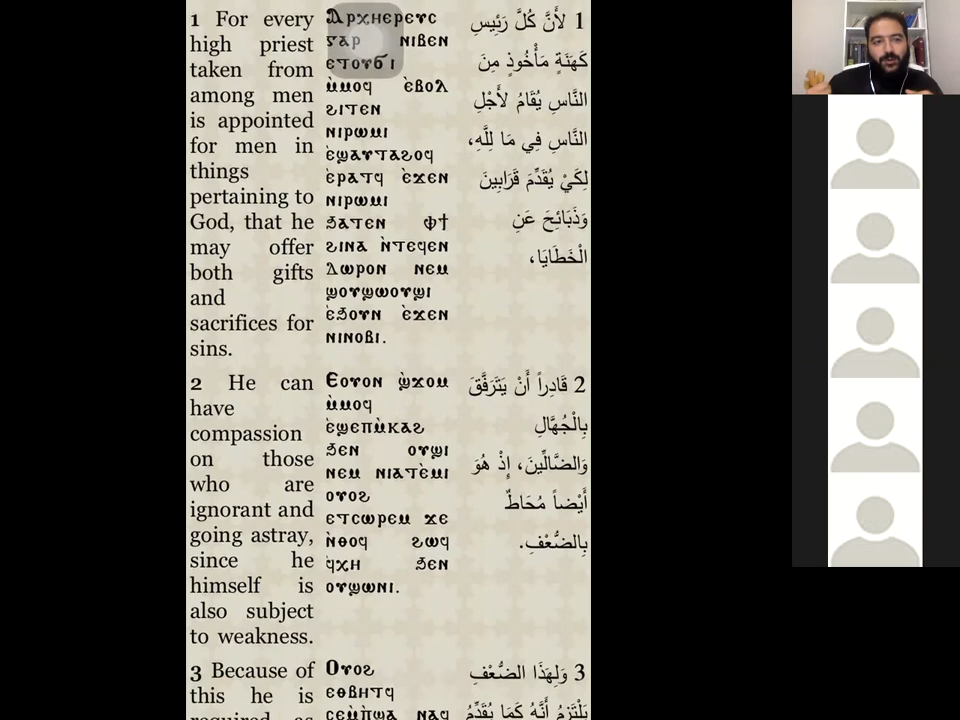 1 For every
high priest
taken from
among men
is appointed
for men in
things
pertaining to
God, that he
may offer
both gifts
and
sacrifices for
sins.
Ⲁⲣⲭⲏⲉⲣⲉⲩⲥ
ⲅⲁⲣ ⲛⲓⲃⲉⲛ
ⲉⲧⲟⲩϭⲓ
ⲙ̀ⲙⲟϥ ⲉ̀ⲃⲟⲗ
ϩⲓⲧⲉⲛ
ⲛⲓⲣⲱⲙⲓ
ⲉϣⲁⲩⲧⲁϩⲟϥ
ⲉ̀ⲣⲁⲧϥ ⲉ̀ϫⲉⲛ
ⲛⲓⲣⲱⲙⲓ
ϧⲁⲧⲉⲛ Ⲫϯ
ϩⲓⲛⲁ ⲛ̀ⲧⲉϥⲉⲛ
Ⲇⲱⲣⲟⲛ ⲛⲉⲙ
ϣⲟⲩϣⲱⲟⲩϣⲓ
ⲉ̀ϧⲟⲩⲛ ⲉ̀ϫⲉⲛ
ⲛⲓⲛⲟⲃⲓ.
1 لأَنَّ كُلَّ رَئِيسِ
كَهَنَةٍ مَأْخُوذٍ مِنَ
النَّاسِ يُقَامُ لأَجْلِ
النَّاسِ فِي مَا لِلَّهِ،
لِكَيْ يُقَدِّمَ قَرَابِينَ
وَذَبَائِحَ عَنِ
الْخَطَايَا،
2 He can
have
compassion
on those
who are
ignorant and
going astray,
since he
himself is
also subject
to weakness.
Ⲉⲟⲩⲟⲛ ϣ̀ϫⲟⲙ
ⲙ̀ⲙⲟϥ
ⲉ̀ϣⲉⲡⲙ̀ⲕⲁϩ
ϧⲉⲛ ⲟⲩϣⲓ
ⲛⲉⲙ ⲛⲓⲁⲧⲉ̀ⲙⲓ
ⲟⲩⲟϩ
ⲉⲧⲥⲱⲣⲉⲙ ϫⲉ
ⲛ̀ⲑⲟϥ ϩⲱϥ
ϥ̀ⲭⲏ ϧⲉⲛ
ⲟⲩϣⲱⲛⲓ.
2 قَادِراً أَنْ يَتَرَفَّقَ
بِالْجُهَّالِ
وَالضَّالِّينَ، إِذْ هُوَ
أَيْضاً مُحَاطٌ
بِالضُّعْفِ.
3 Because of
this he is
required as
Ⲟⲩⲟϩ
ⲉⲑⲃⲏⲧϥ
ⲥⲉⲙ̀ⲡϣⲁ ⲛⲁϥ
3 وَلِهَذَا الضُّعْفِ
يَلْتَزِمُ أَنَّهُ كَمَا يُقَدِّمُ